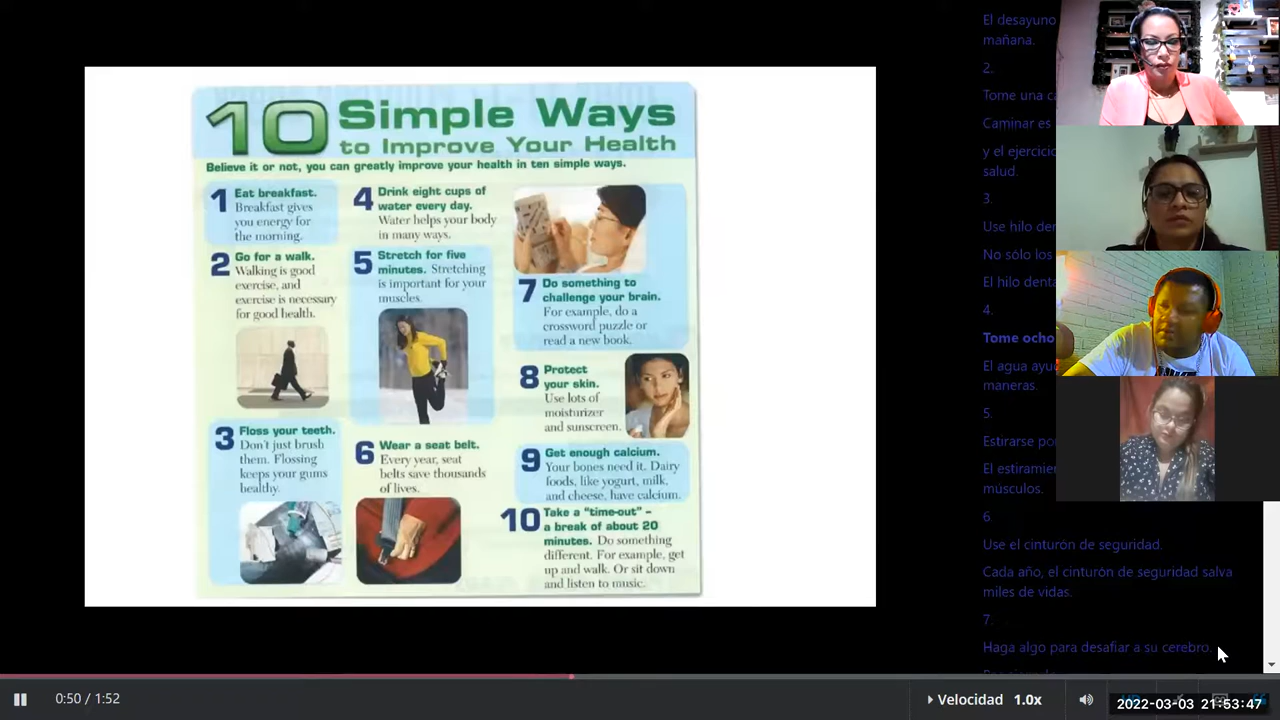 10 Simple Ways
to Improve Your Health
Believe it or not, you can greatly improve your health in ten simple ways.
1 Eat breakfast.
Breakfast gives
you energy for
the morning.
2 Go for a walk.
Walking is good
exercise, and
exercise is necessary
for good health.
3 Floss your teeth.
Don't just brush
them. Flossing
keeps your gums
healthy.
4 Drink eight cups of
water every day.
Water helps your body
in many ways.
5 Stretch for five
minutes. Stretching
is important for your
muscles.
6 Wear a seat belt.
Every year, seat
belts save thousands
of lives.
7 Do something to
challenge your brain.
For example, do a
crossword puzzle or
read a new book.
8 Protect
your skin.
Use lots of
moisturizer
and sunscreen.
9 Get enough calcium.
Your bones need it. Dairy
foods, like yogurt, milk,
and cheese, have calcium.
10 Take a "time-out" –
a break of about 20
minutes. Do something
different. For example, get
up and walk. Or sit down
and listen to music.
El desayuno
mañana.
2.
Tome una
Caminar es
y el ejercicio
salud.
3.
Use hilo
No sólo los
El hilo
4.
Tome ocho
El agua
maneras.
5.
Estirarse
El
músculos.
6.
Use el cinturón de seguridad.
Cada año, el cinturón de seguridad salva
miles de vidas.
7.
Haga algo para desafiar a su cerebro.
0:50 / 1:52
Velocidad 1.0x
2022-03-03 21:53:47